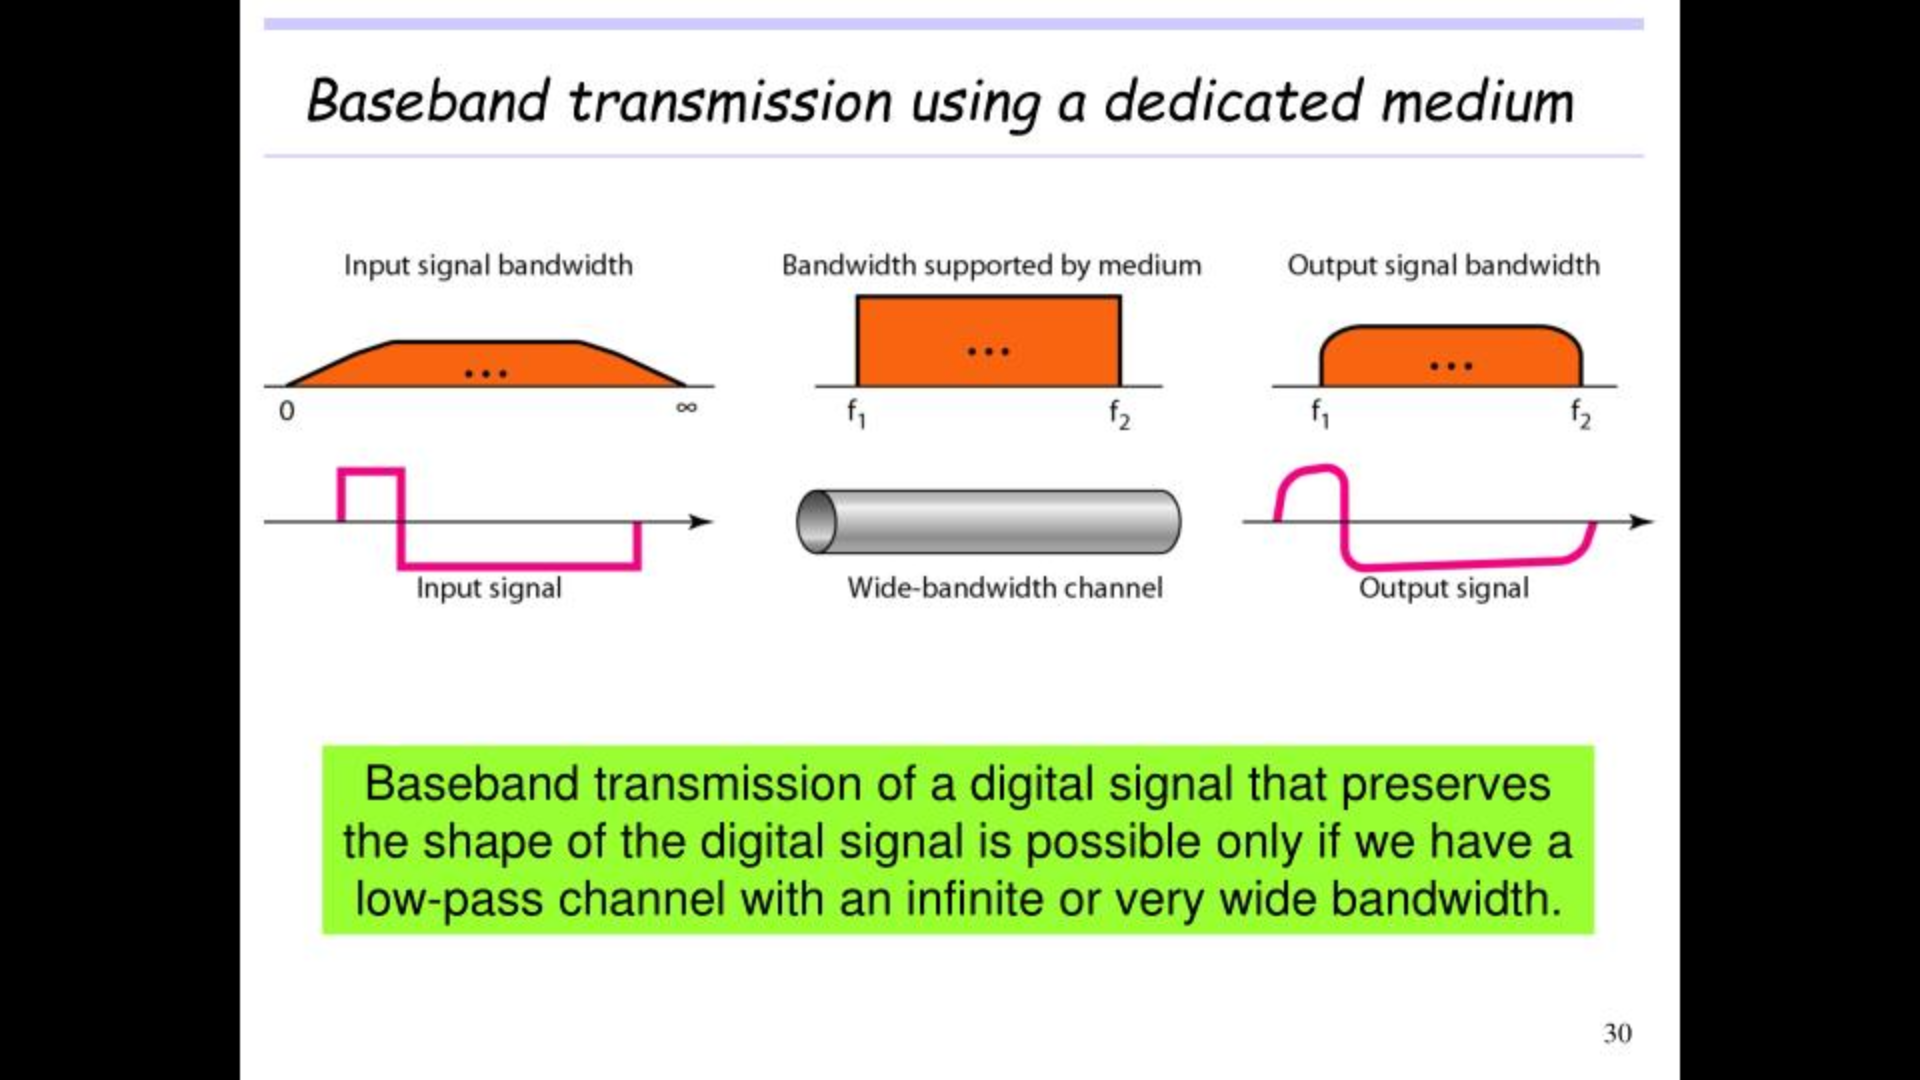 Baseband transmission using a dedicated medium
Input signal bandwidth
Bandwidth supported by medium
Output signal bandwidth
...
...
...
0
∞
f₁
f₂
f₁
f₂
Input signal
Wide-bandwidth channel
Output signal
Baseband transmission of a digital signal that preserves
the shape of the digital signal is possible only if we have a
low-pass channel with an infinite or very wide bandwidth.
30